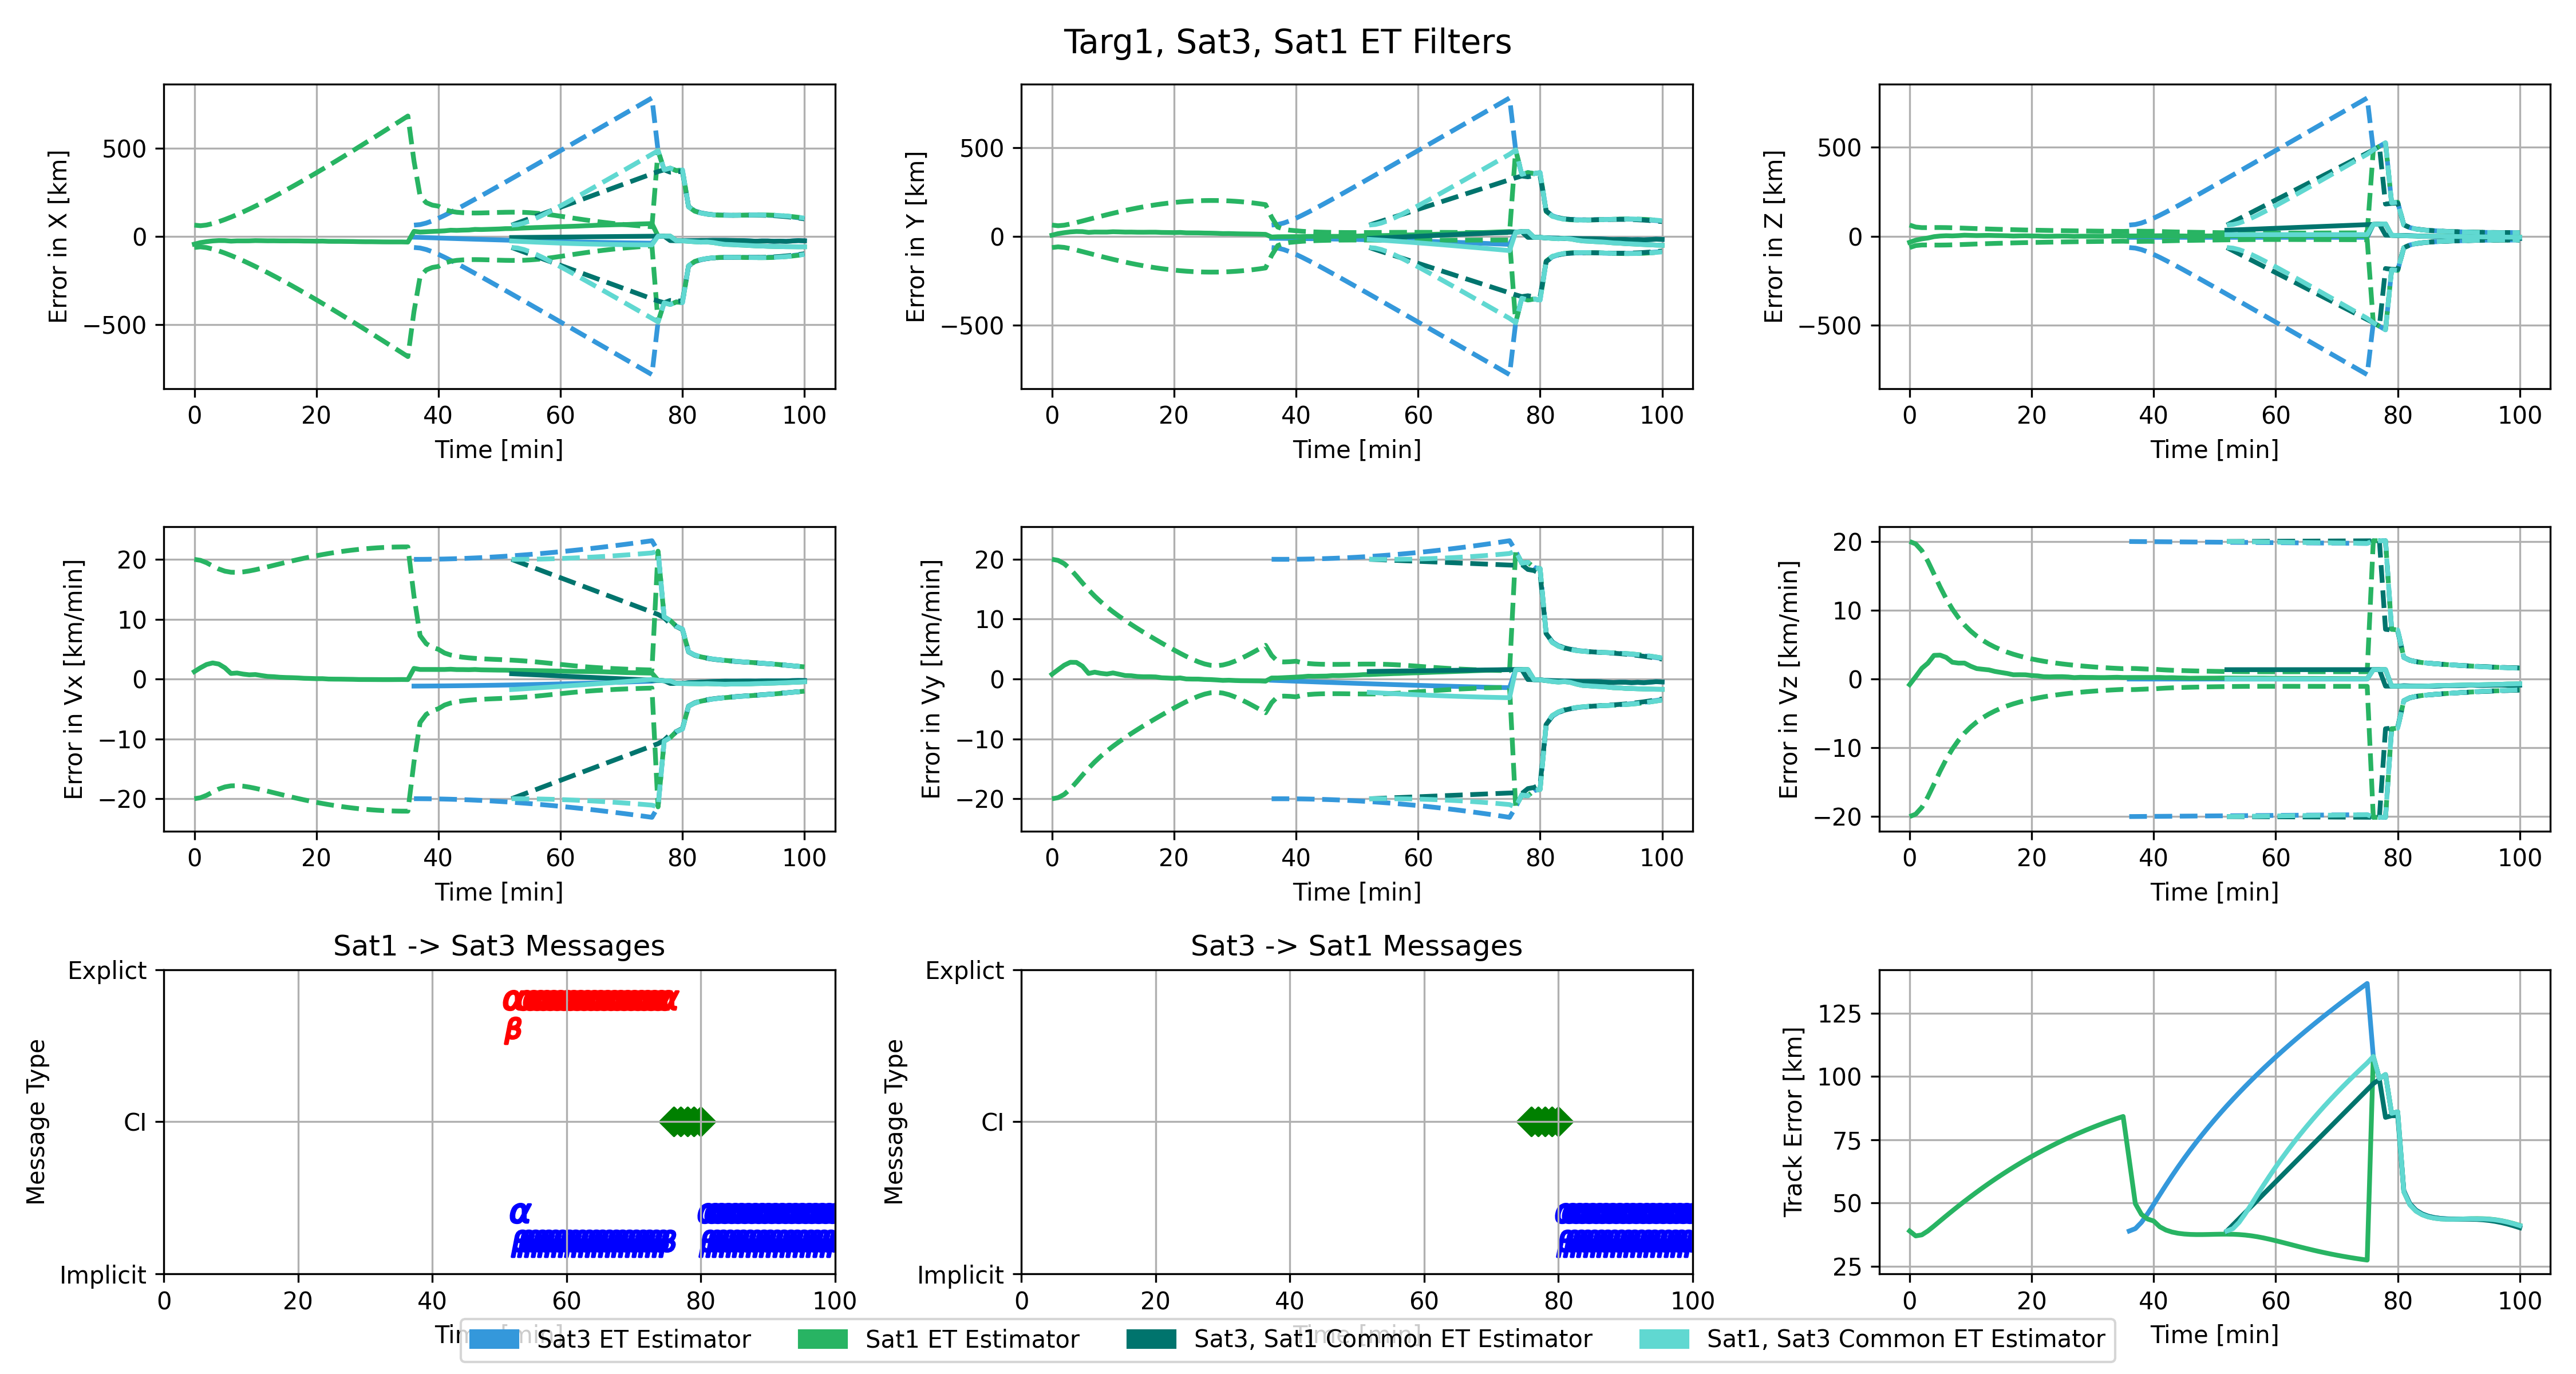 Targ1, Sat3, Sat1 ET Filters
Error in X [km]
500
0
−500
0 20 40 60 80 100
Time [min]
Error in Y [km]
500
0
−500
0 20 40 60 80 100
Time [min]
Error in Z [km]
500
0
−500
0 20 40 60 80 100
Time [min]
Error in Vx [km/min]
20
10
0
−10
−20
0 20 40 60 80 100
Time [min]
Error in Vy [km/min]
20
10
0
−10
−20
0 20 40 60 80 100
Time [min]
Error in Vz [km/min]
20
10
0
−10
−20
0 20 40 60 80 100
Time [min]
Sat1 -> Sat3 Messages
Message Type
Explict
α α
β
CI
α
β β
Implicit
0 20 40 60 80 100
Time [min]
Sat3 -> Sat1 Messages
Message Type
Explict
CI
Implicit
0 20 40 60 80 100
Time [min]
Track Error [km]
125
100
75
50
25
0 20 40 60 80 100
Time [min]
Sat3 ET Estimator
Sat1 ET Estimator
Sat3, Sat1 Common ET Estimator
Sat1, Sat3 Common ET Estimator